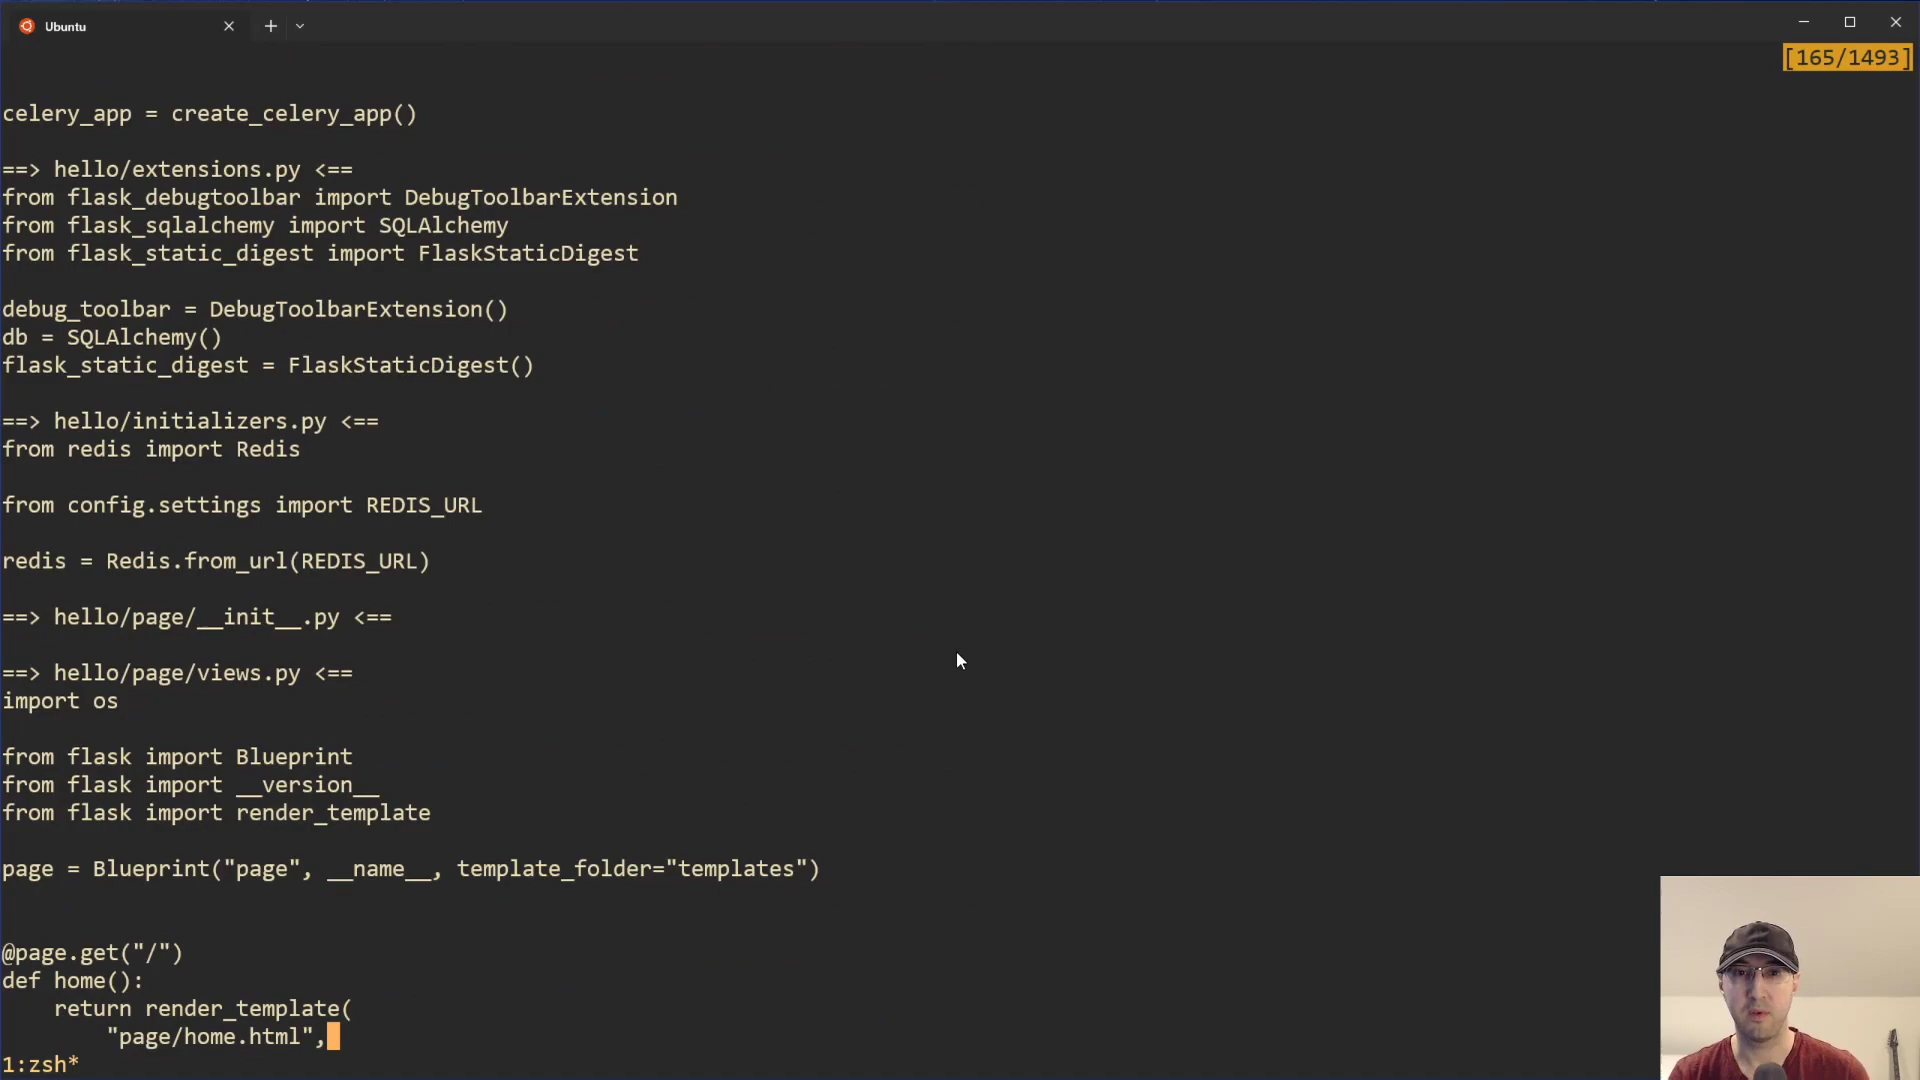 Ubuntu
[165/1493]
celery_app = create_celery_app()
==> hello/extensions.py <==
from flask_debugtoolbar import DebugToolbarExtension
from flask_sqlalchemy import SQLAlchemy
from flask_static_digest import FlaskStaticDigest
debug_toolbar = DebugToolbarExtension()
db = SQLAlchemy()
flask_static_digest = FlaskStaticDigest()
==> hello/initializers.py <==
from redis import Redis
from config.settings import REDIS_URL
redis = Redis.from_url(REDIS_URL)
==> hello/page/__init__.py <==
==> hello/page/views.py <==
import os
from flask import Blueprint
from flask import __version__
from flask import render_template
page = Blueprint("page", __name__, template_folder="templates")
@page.get("/")
def home():
    return render_template(
        "page/home.html",
1:zsh*